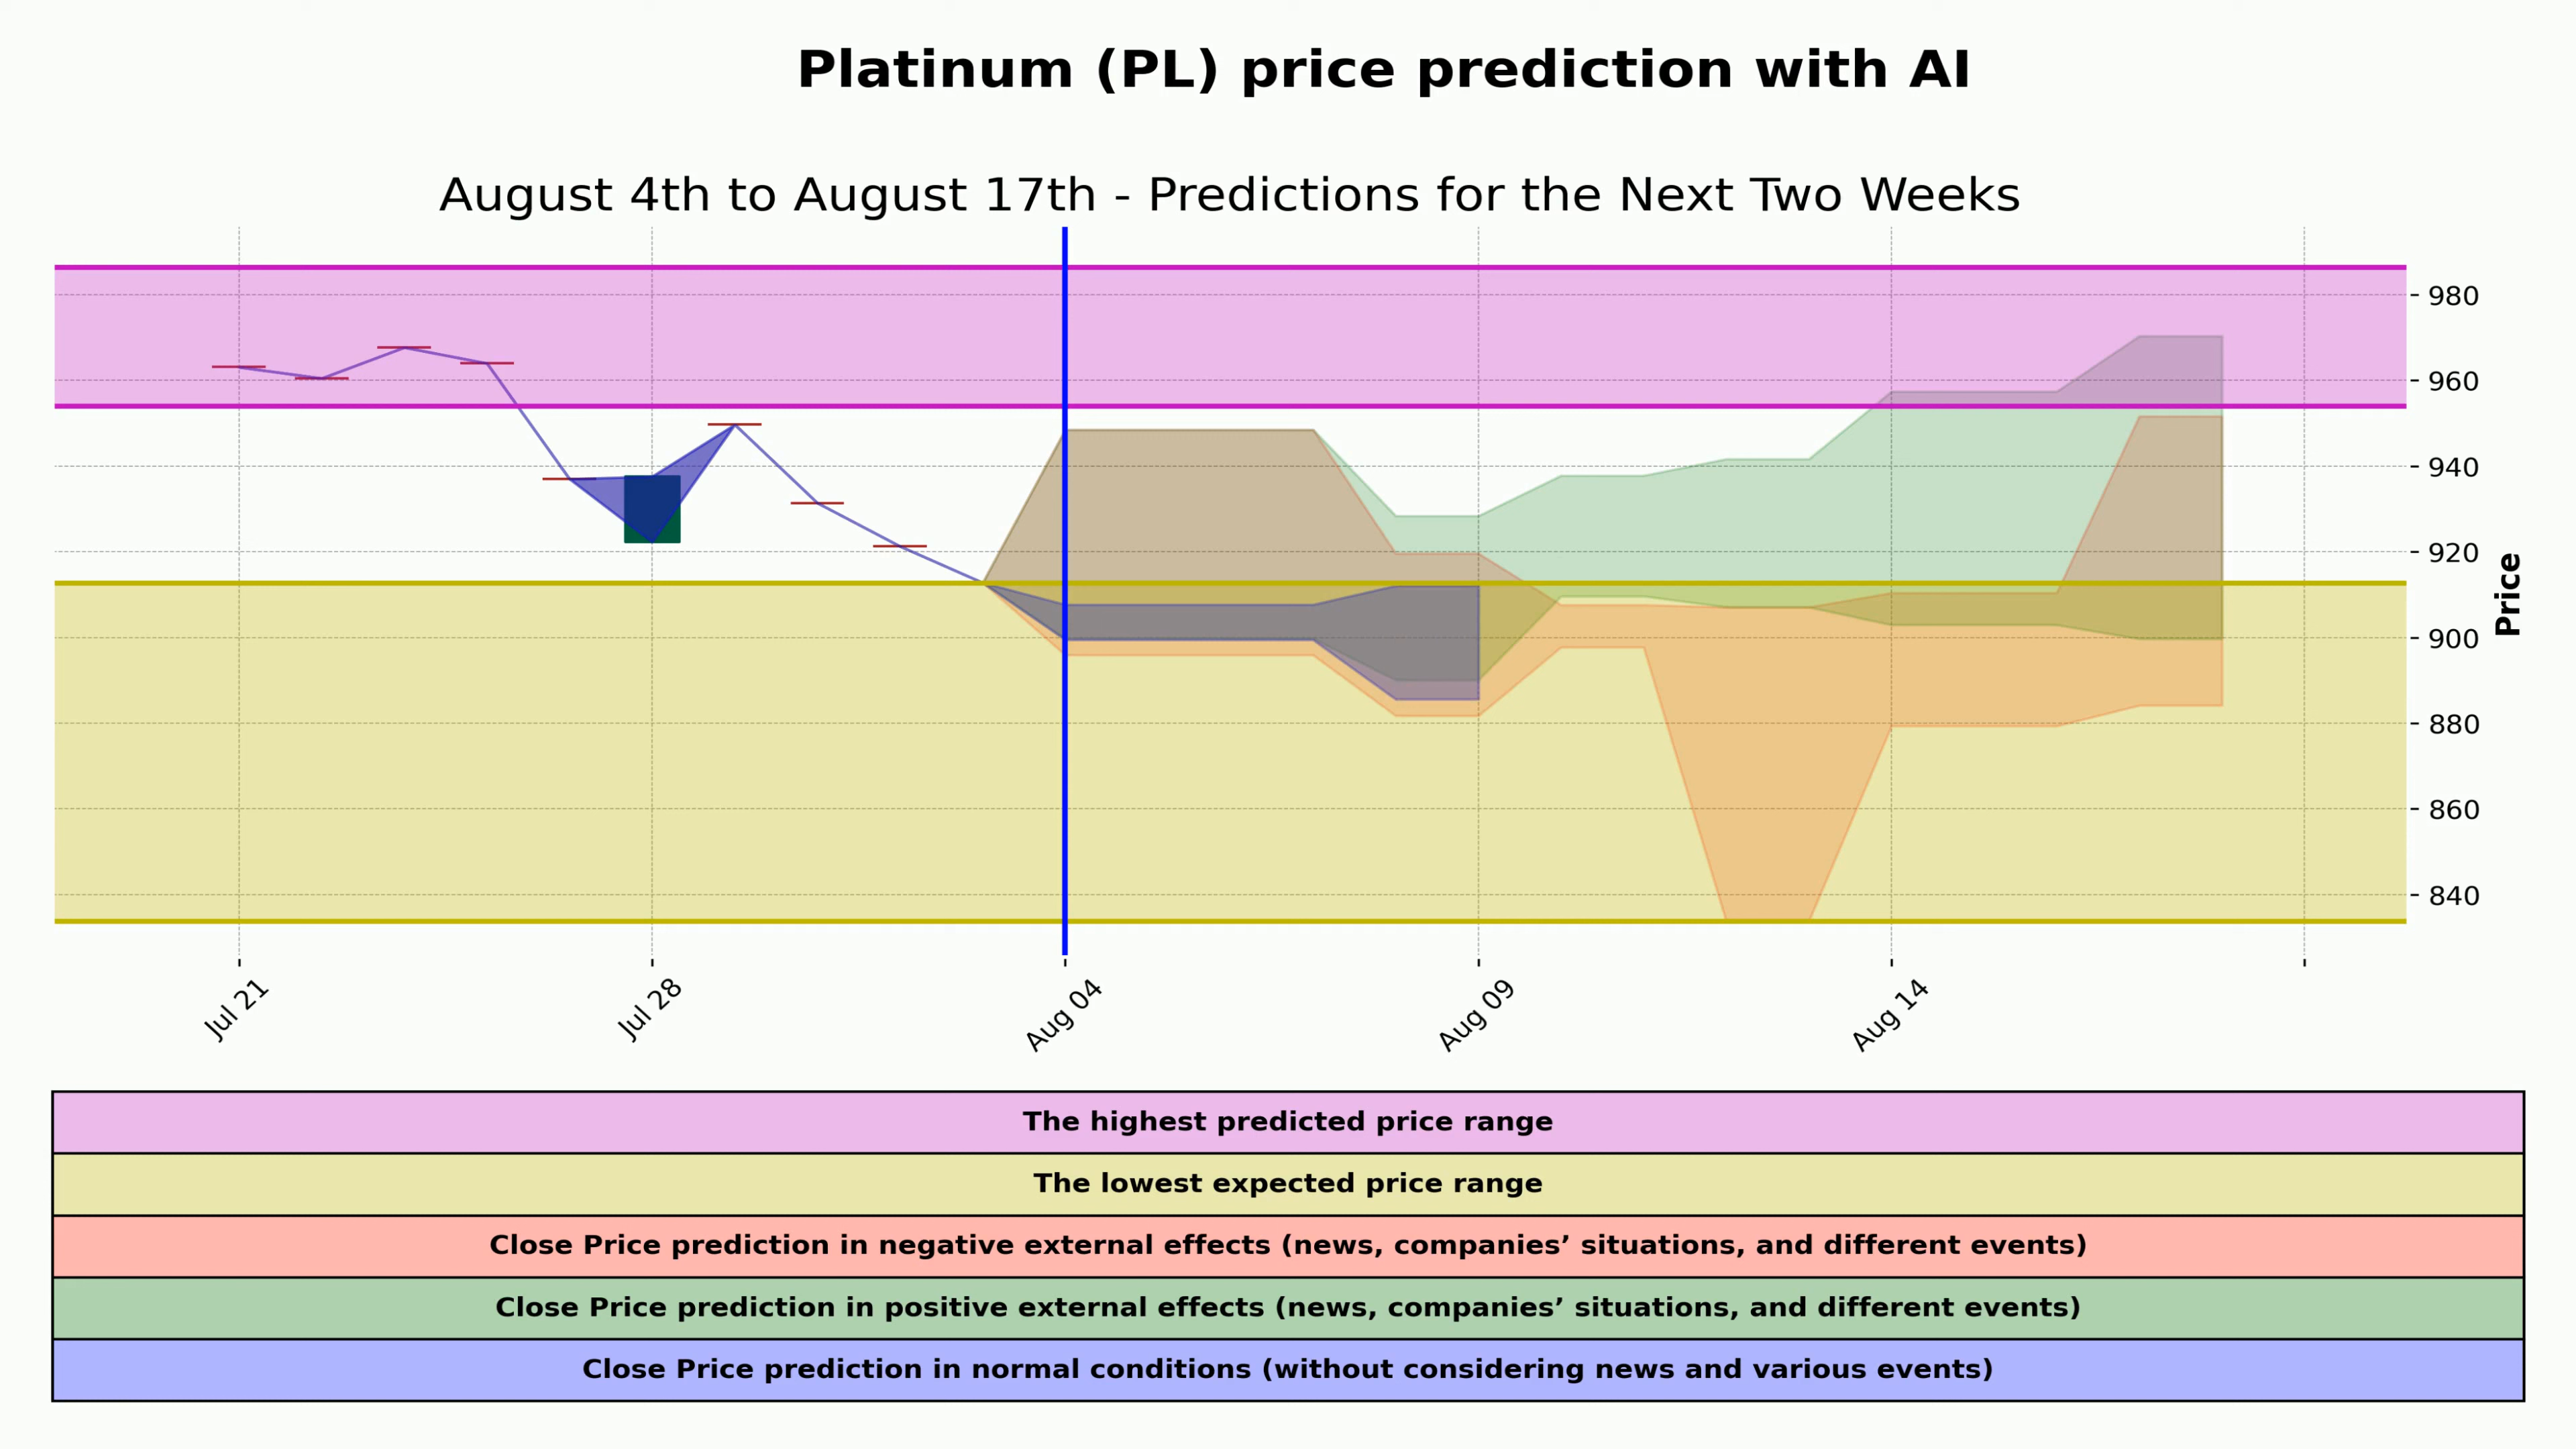 Platinum (PL) price prediction with AI
August 4th to August 17th - Predictions for the Next Two Weeks
980
960
940
920
900
880
860
840
Price
Jul 21
Jul 28
Aug 04
Aug 09
Aug 14
The highest predicted price range
The lowest expected price range
Close Price prediction in negative external effects (news, companies’ situations, and different events)
Close Price prediction in positive external effects (news, companies’ situations, and different events)
Close Price prediction in normal conditions (without considering news and various events)